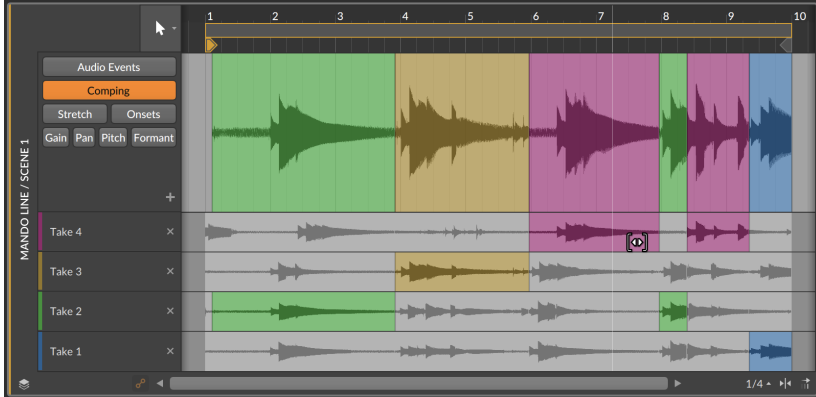 1 2 3 4 5 6 7 8 9 10
Audio Events
Comping
Stretch Onsets
Gain Pan Pitch Formant
MANDO LINE / SCENE 1
Take 4
Take 3
Take 2
Take 1
1/4